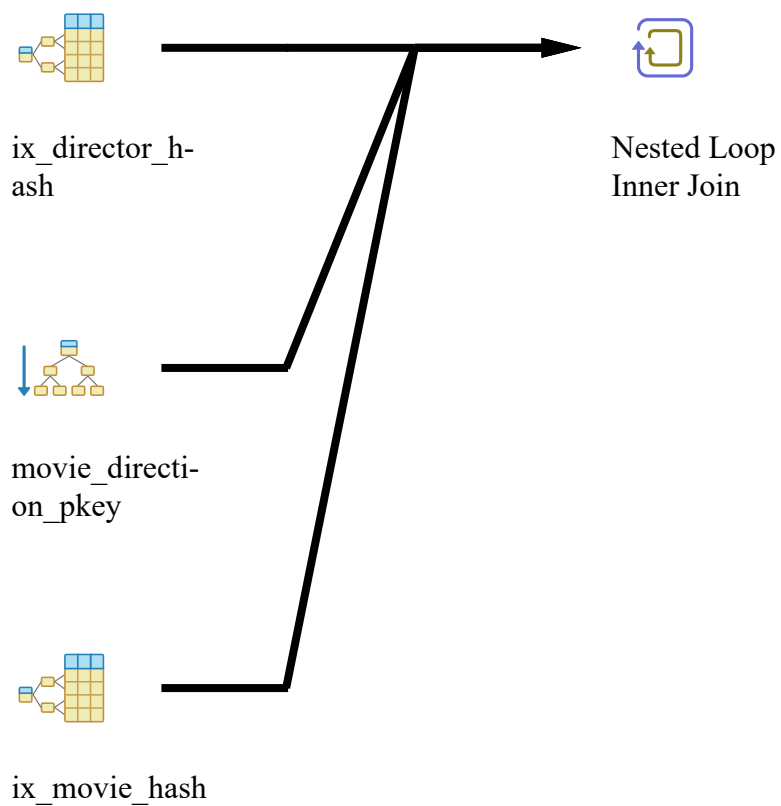 ix_director_h-
ash
Nested Loop
Inner Join
movie_directi-
on_pkey
ix_movie_hash